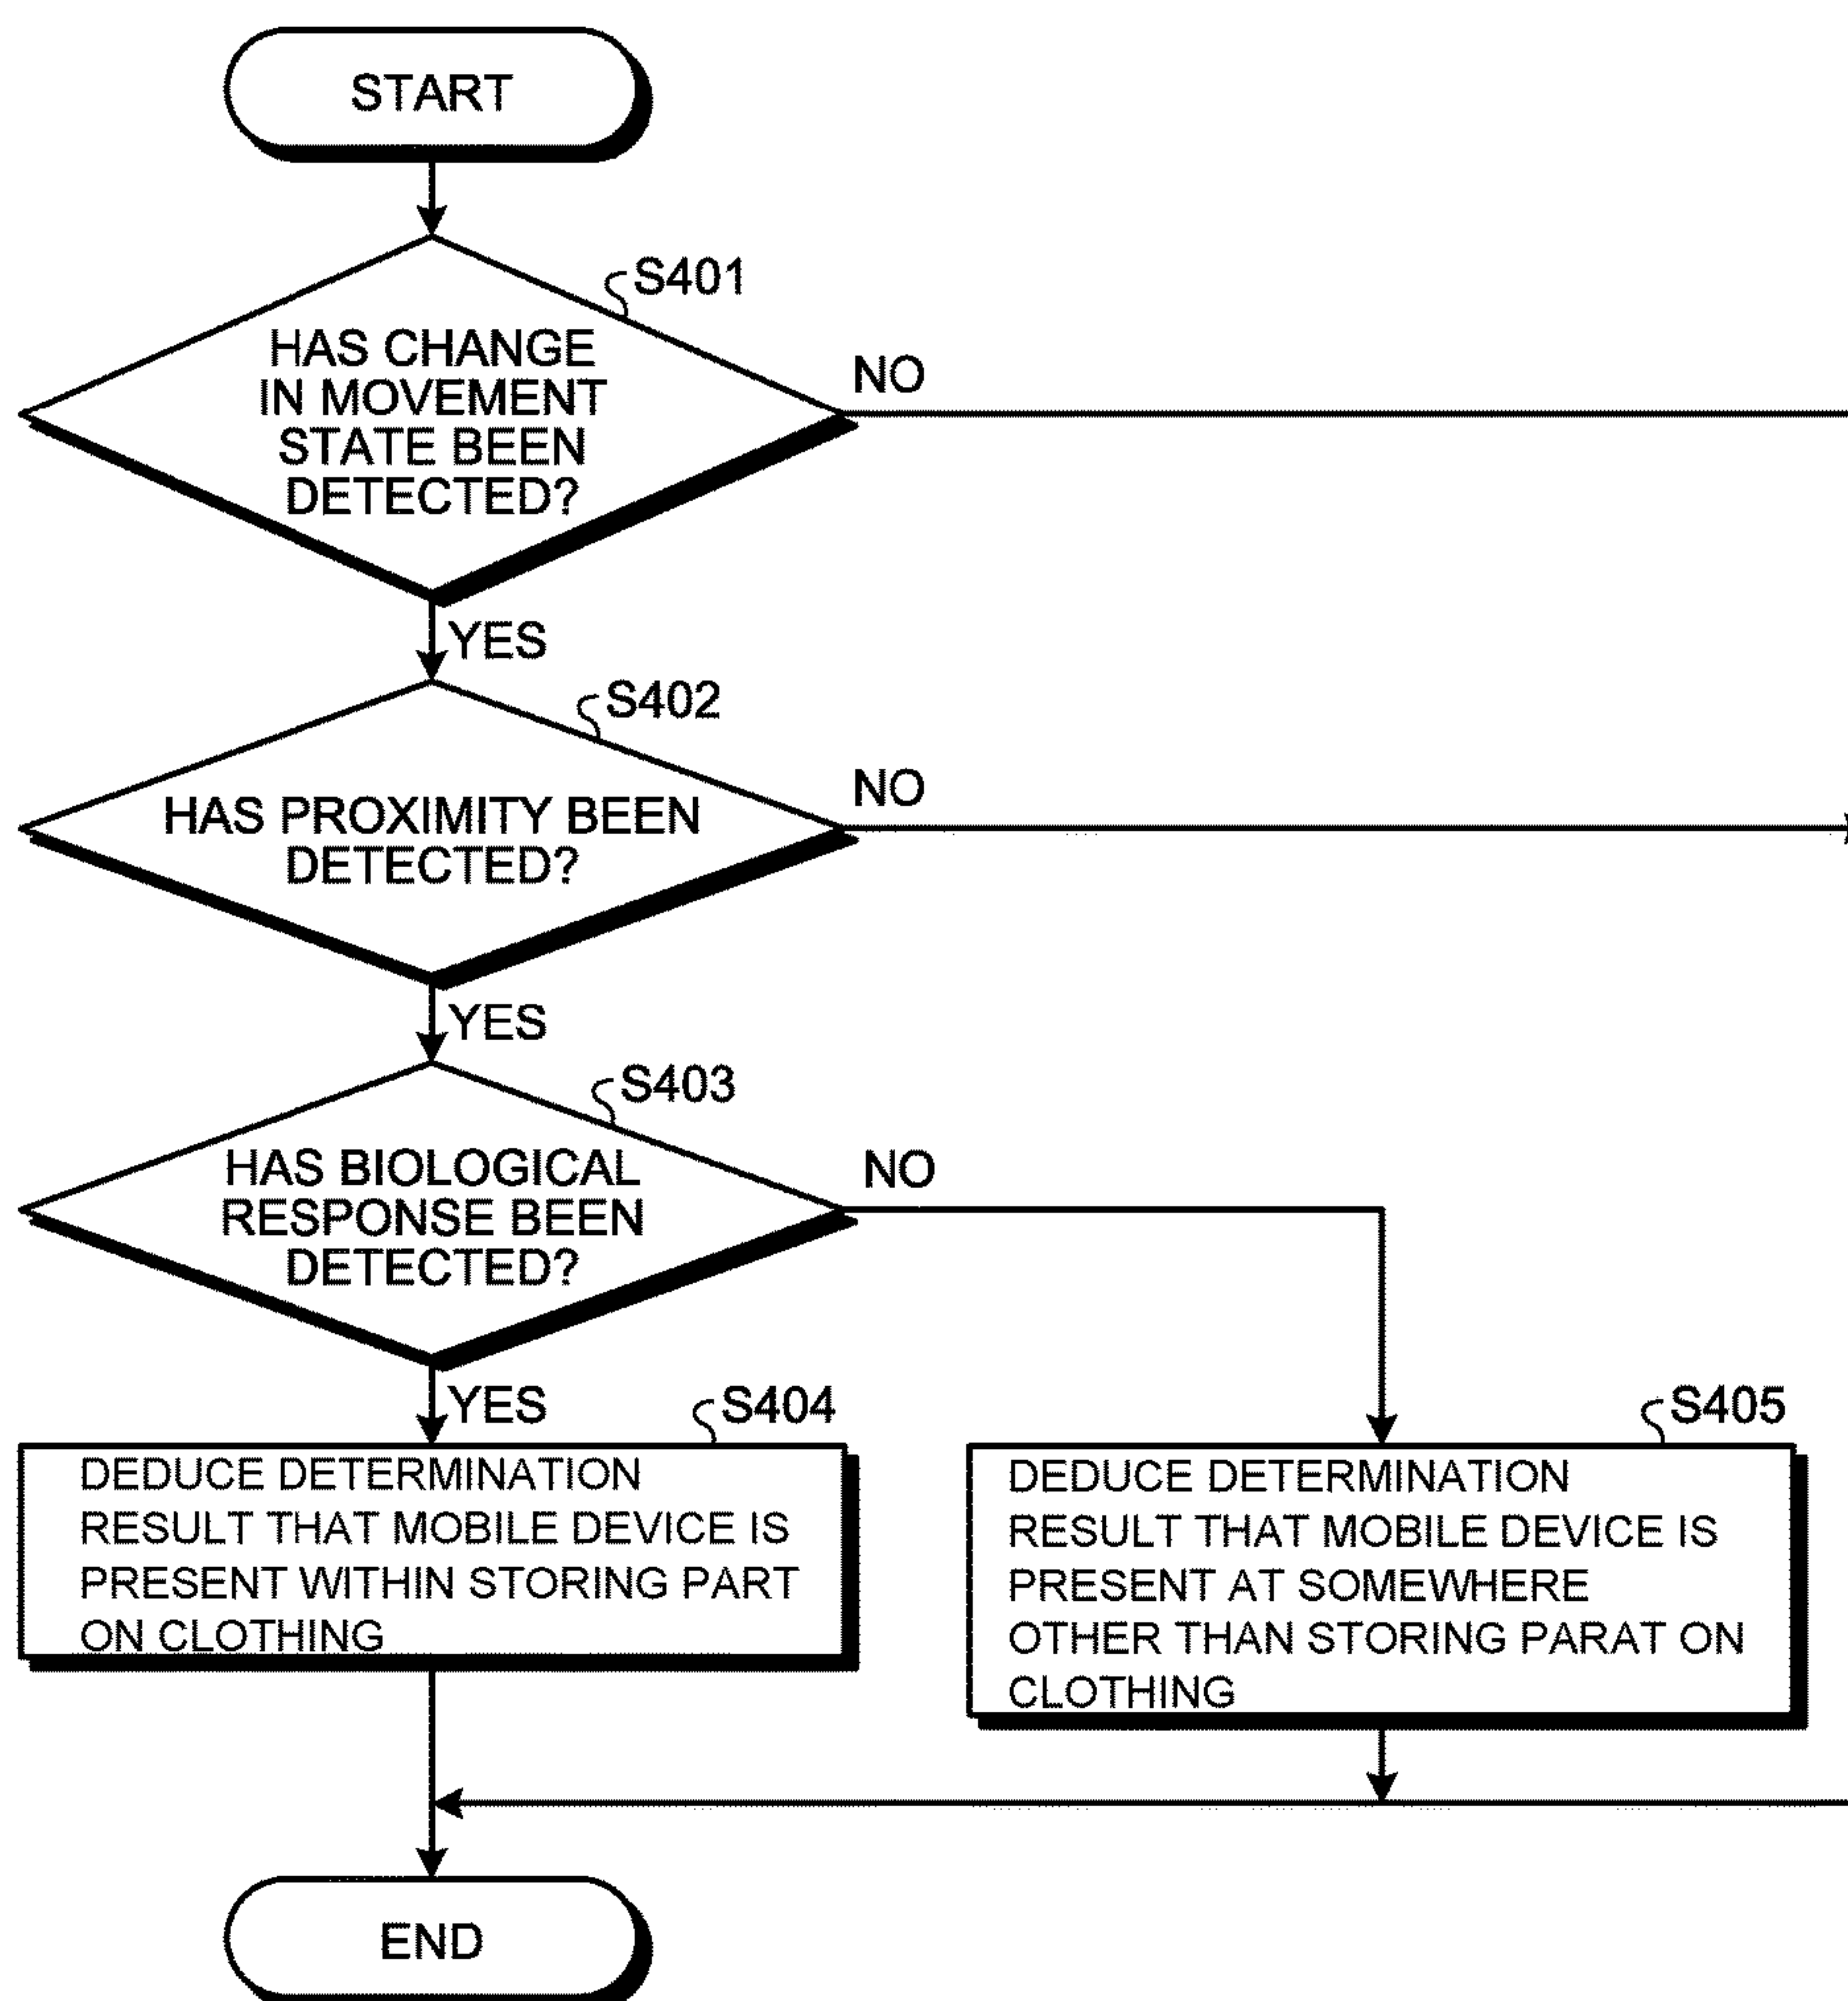 START
S401
HAS CHANGE
IN MOVEMENT
STATE BEEN
DETECTED?
NO
YES
S402
HAS PROXIMITY BEEN
DETECTED?
NO
YES
S403
HAS BIOLOGICAL
RESPONSE BEEN
DETECTED?
NO
YES
S404
DEDUCE DETERMINATION
RESULT THAT MOBILE DEVICE IS
PRESENT WITHIN STORING PART
ON CLOTHING
S405
DEDUCE DETERMINATION
RESULT THAT MOBILE DEVICE IS
PRESENT AT SOMEWHERE
OTHER THAN STORING PARAT ON
CLOTHING
END